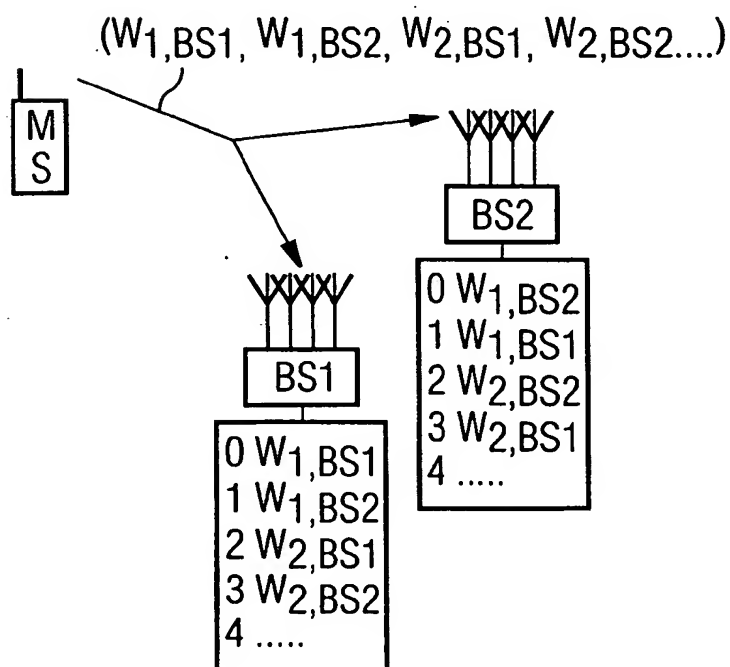 (W1,BS1, W1,BS2, W2,BS1, W2,BS2....)
M
S
BS2
0 W1,BS2
1 W1,BS1
2 W2,BS2
3 W2,BS1
4 .....
BS1
0 W1,BS1
1 W1,BS2
2 W2,BS1
3 W2,BS2
4 .....